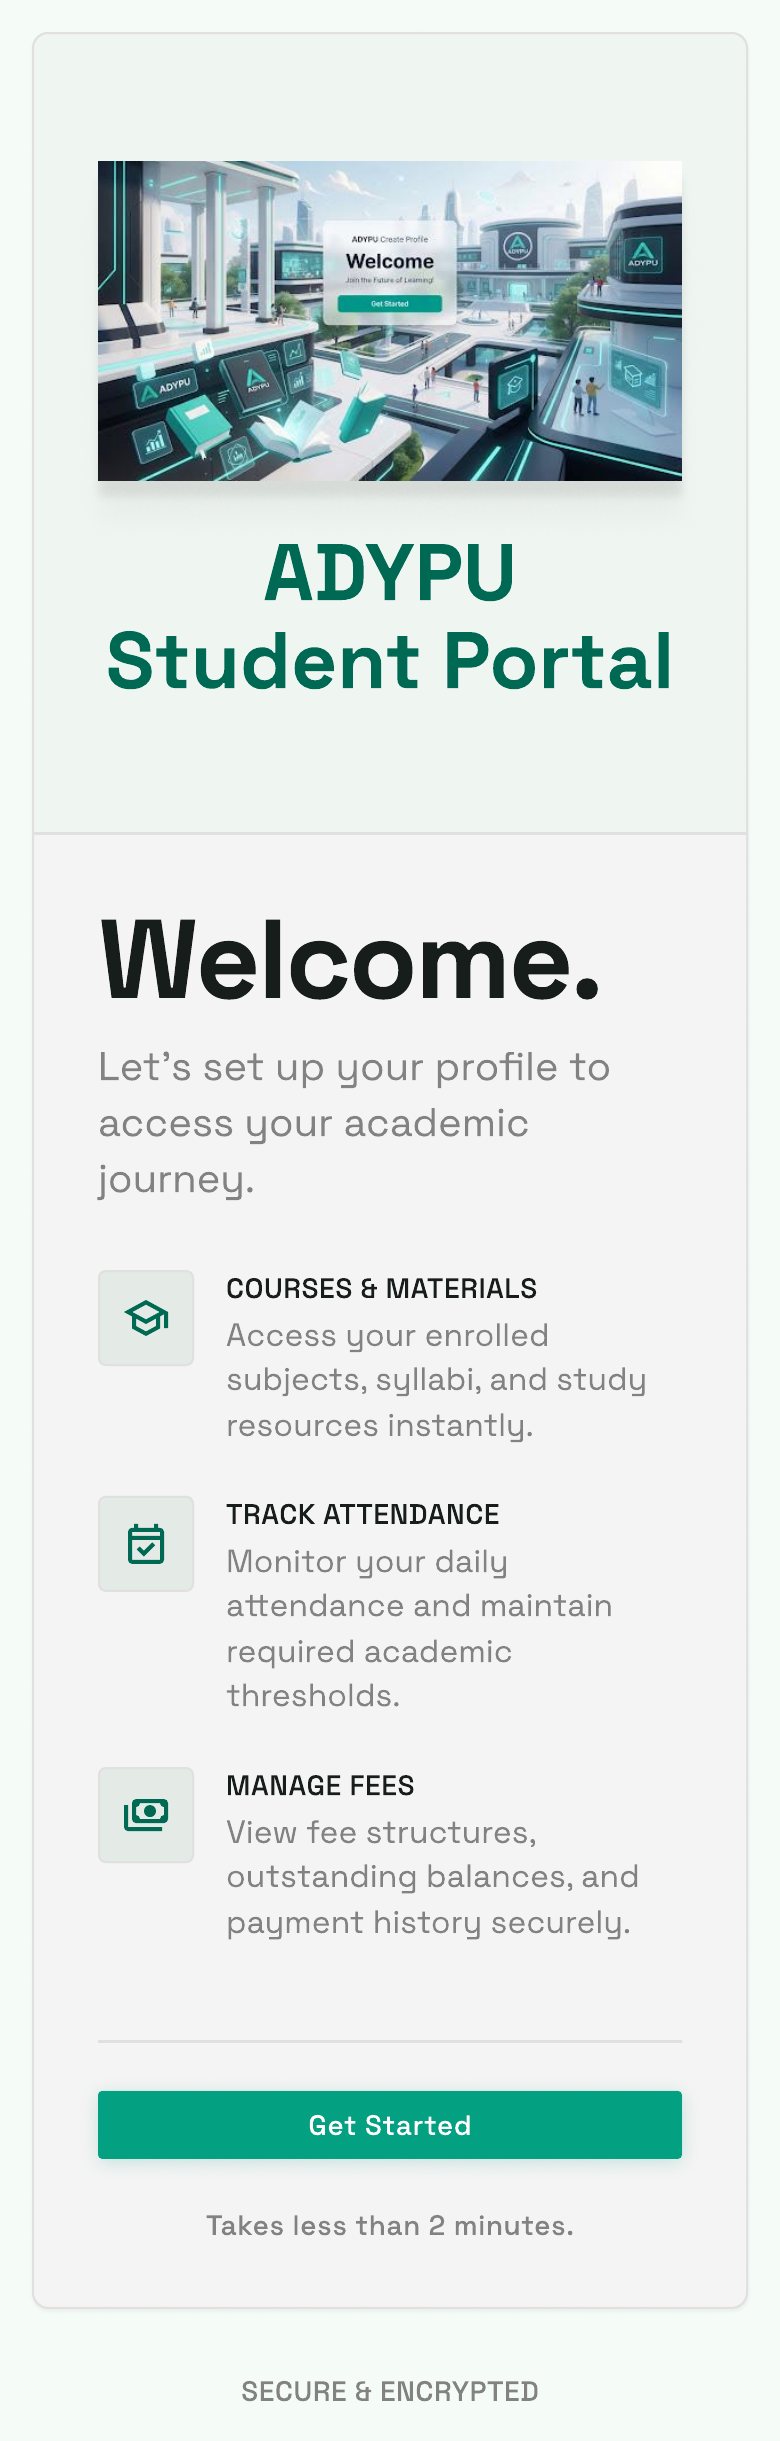 ADYPU Create Profile
Welcome
Join the Future of Learning!
Get Started
ADYPU
ADYPU
ADYPU
ADYPU
ADYPU
Student Portal
Welcome.
Let's set up your profile to
access your academic
journey.
COURSES & MATERIALS
Access your enrolled
subjects, syllabi, and study
resources instantly.
TRACK ATTENDANCE
Monitor your daily
attendance and maintain
required academic
thresholds.
MANAGE FEES
View fee structures,
outstanding balances, and
payment history securely.
Get Started
Takes less than 2 minutes.
SECURE & ENCRYPTED